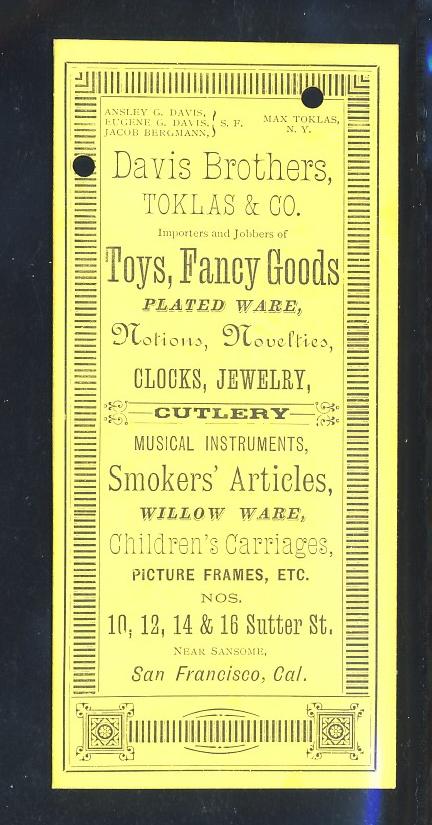 ANSLEY G. DAVIS,
EUGENE G. DAVIS, } S. F.
JACOB BERGMANN,
MAX TOKLAS,
N. Y.
Davis Brothers,
TOKLAS & CO.
Importers and Jobbers of
Toys, Fancy Goods
PLATED WARE,
Notions, Novelties,
CLOCKS, JEWELRY,
CUTLERY
MUSICAL INSTRUMENTS,
Smokers' Articles,
WILLOW WARE,
Children's Carriages,
PICTURE FRAMES, ETC.
NOS.
10, 12, 14 & 16 Sutter St.
NEAR SANSOME,
San Francisco, Cal.